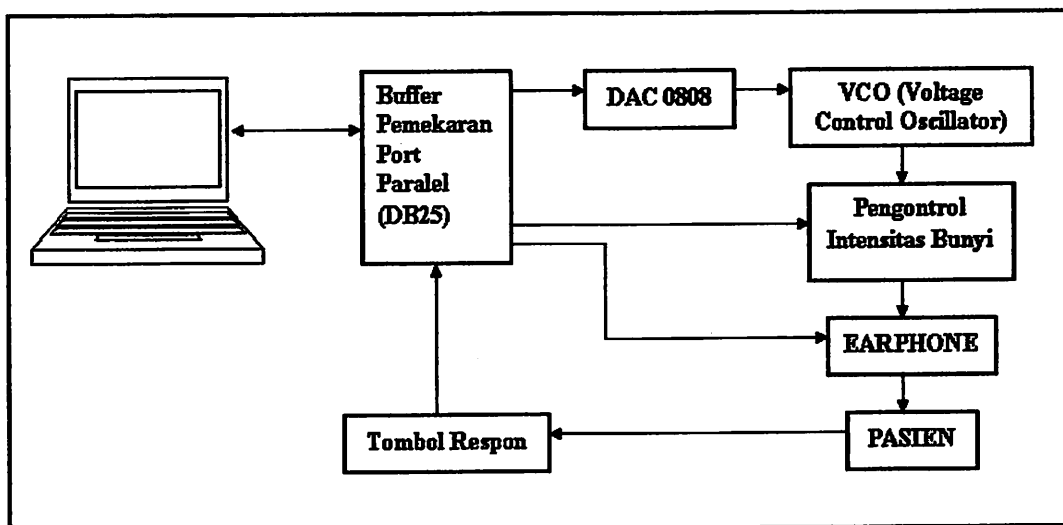 Buffer
Pemekaran
Port
Paralel
(DB25)
DAC 0808
VCO (Voltage
Control Oscillator)
Pengontrol
Intensitas Bunyi
EARPHONE
PASIEN
Tombol Respon